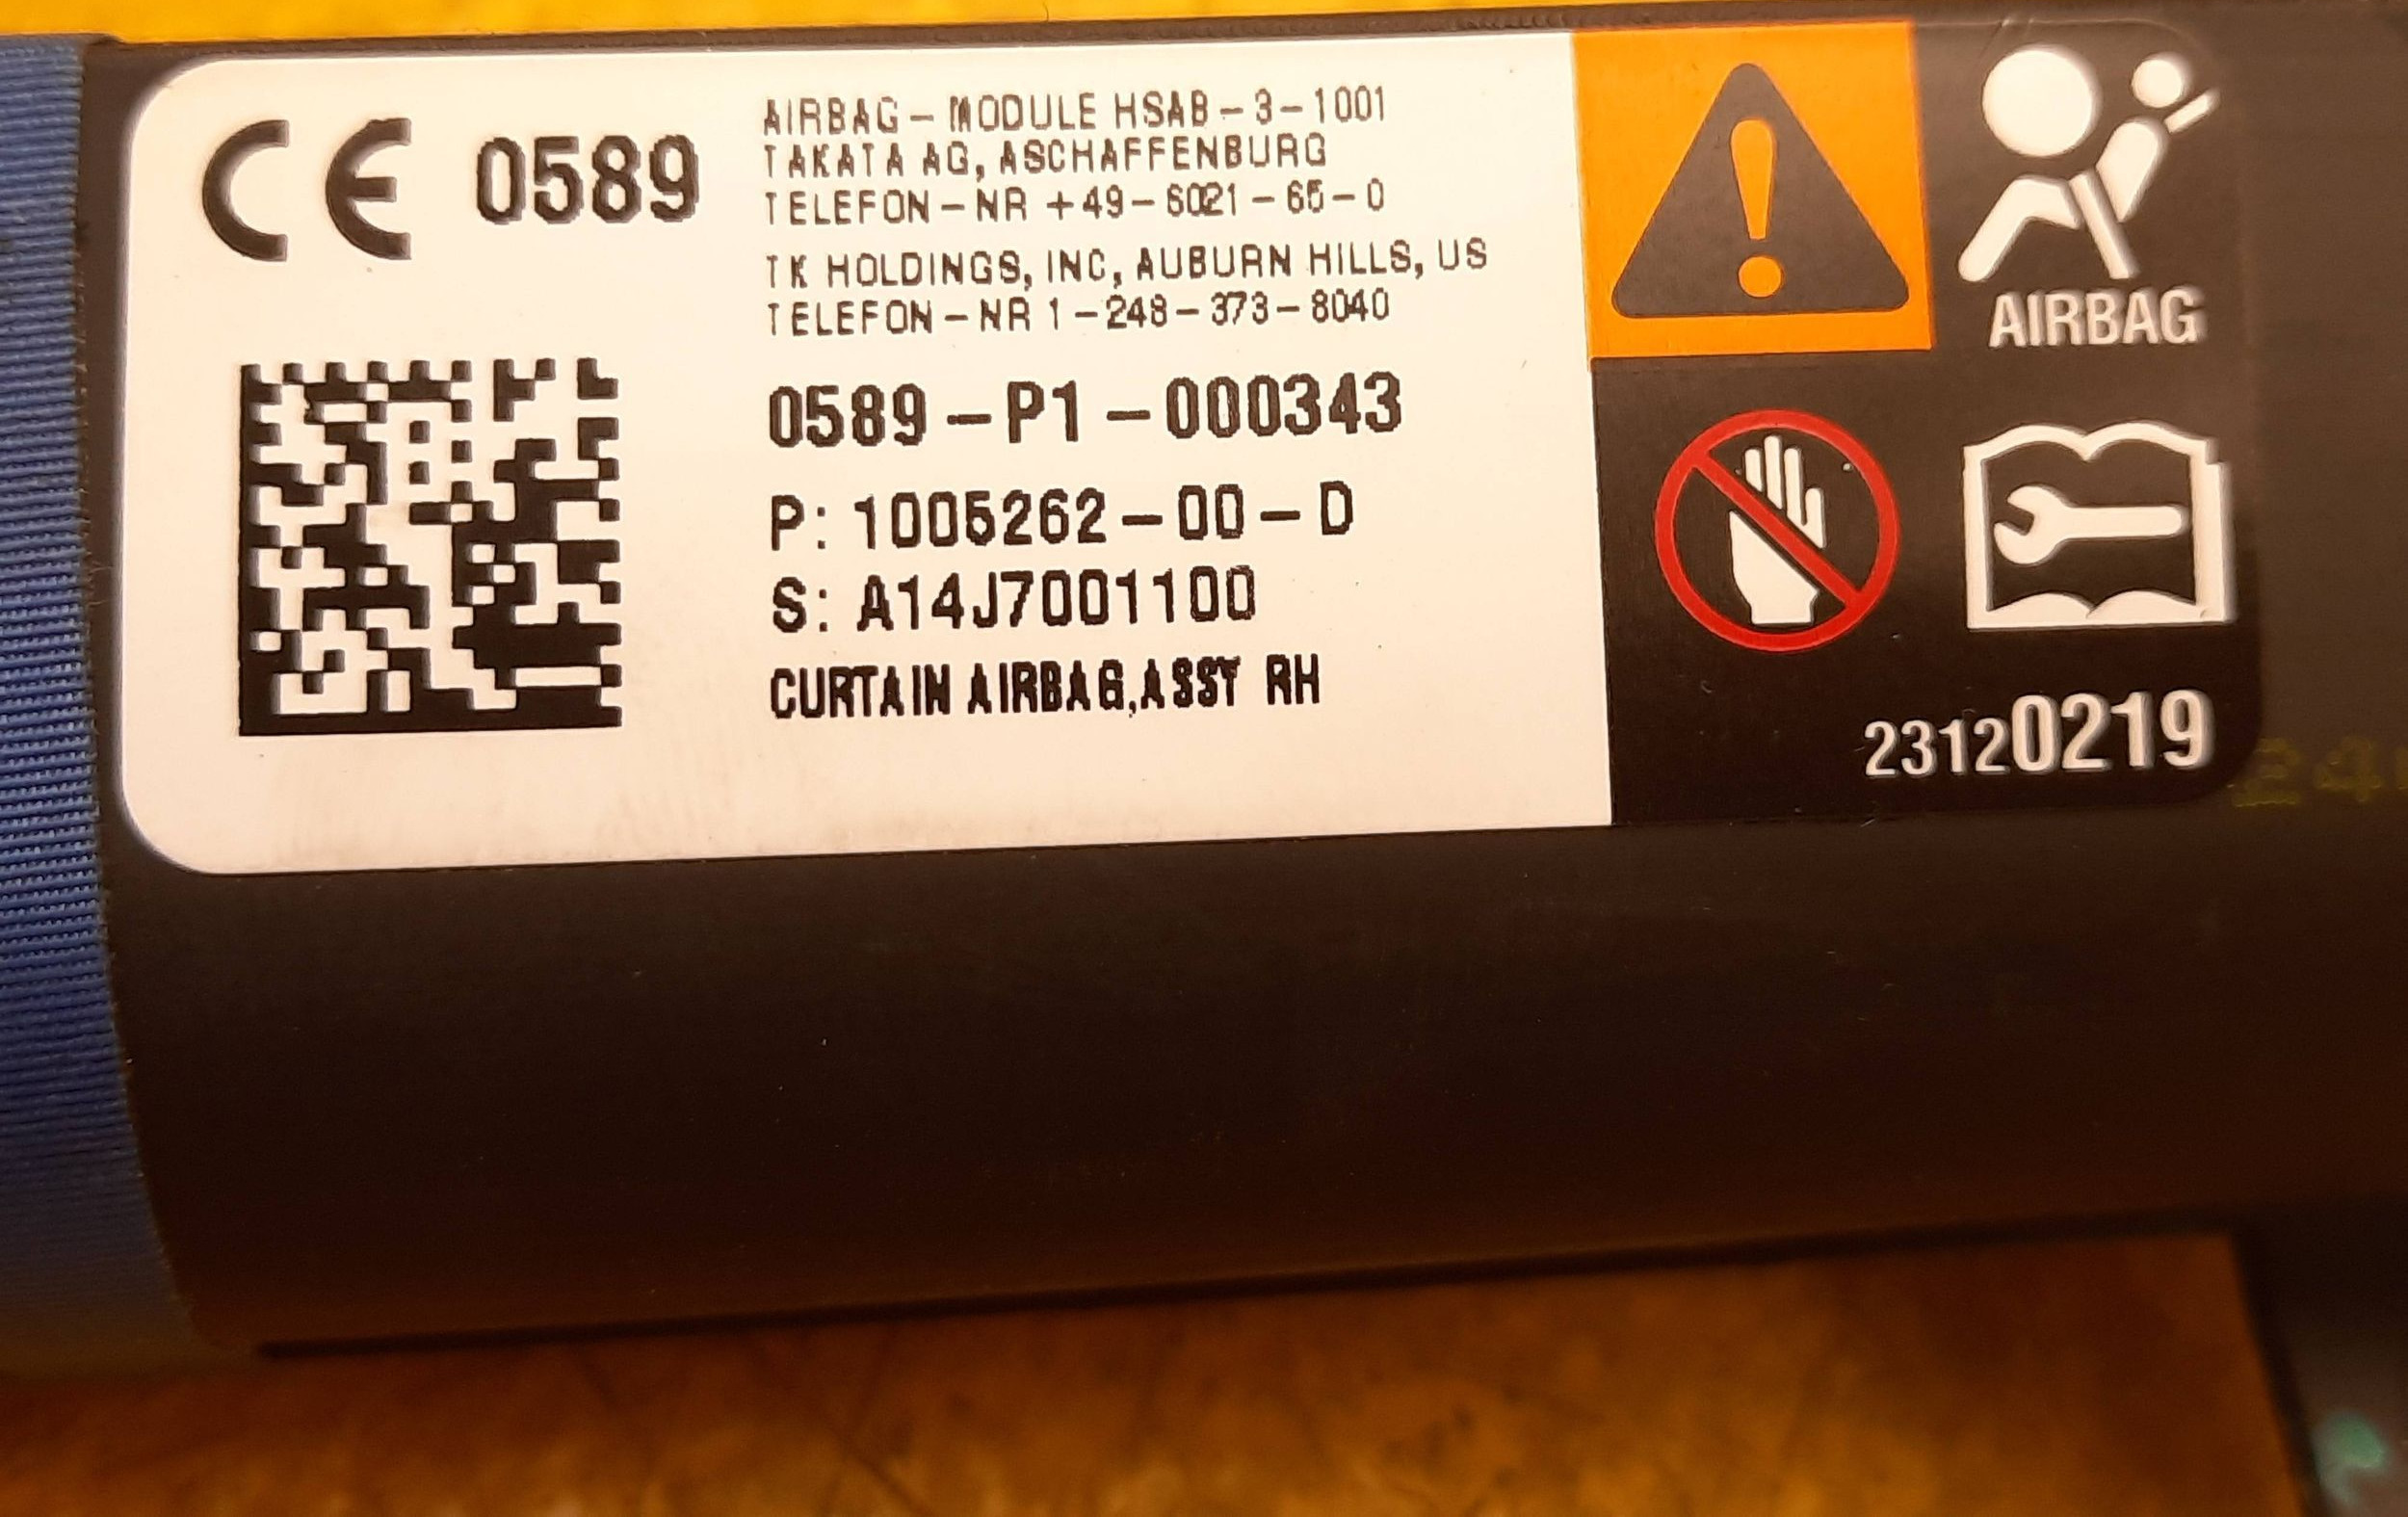 CE 0589
AIRBAG - MODULE HSAB - 3 - 1001
TAKATA AG, ASCHAFFENBURG
TELEFON - NR +49 - 6021 - 65 - 0
TK HOLDINGS, INC, AUBURN HILLS, US
TELEFON - NR 1 - 248 - 373 - 8040
0589 - P1 - 000343
P: 1005262 - 00 - D
S: A14J7001100
CURTAIN AIRBAG,ASSY RH
AIRBAG
23120219